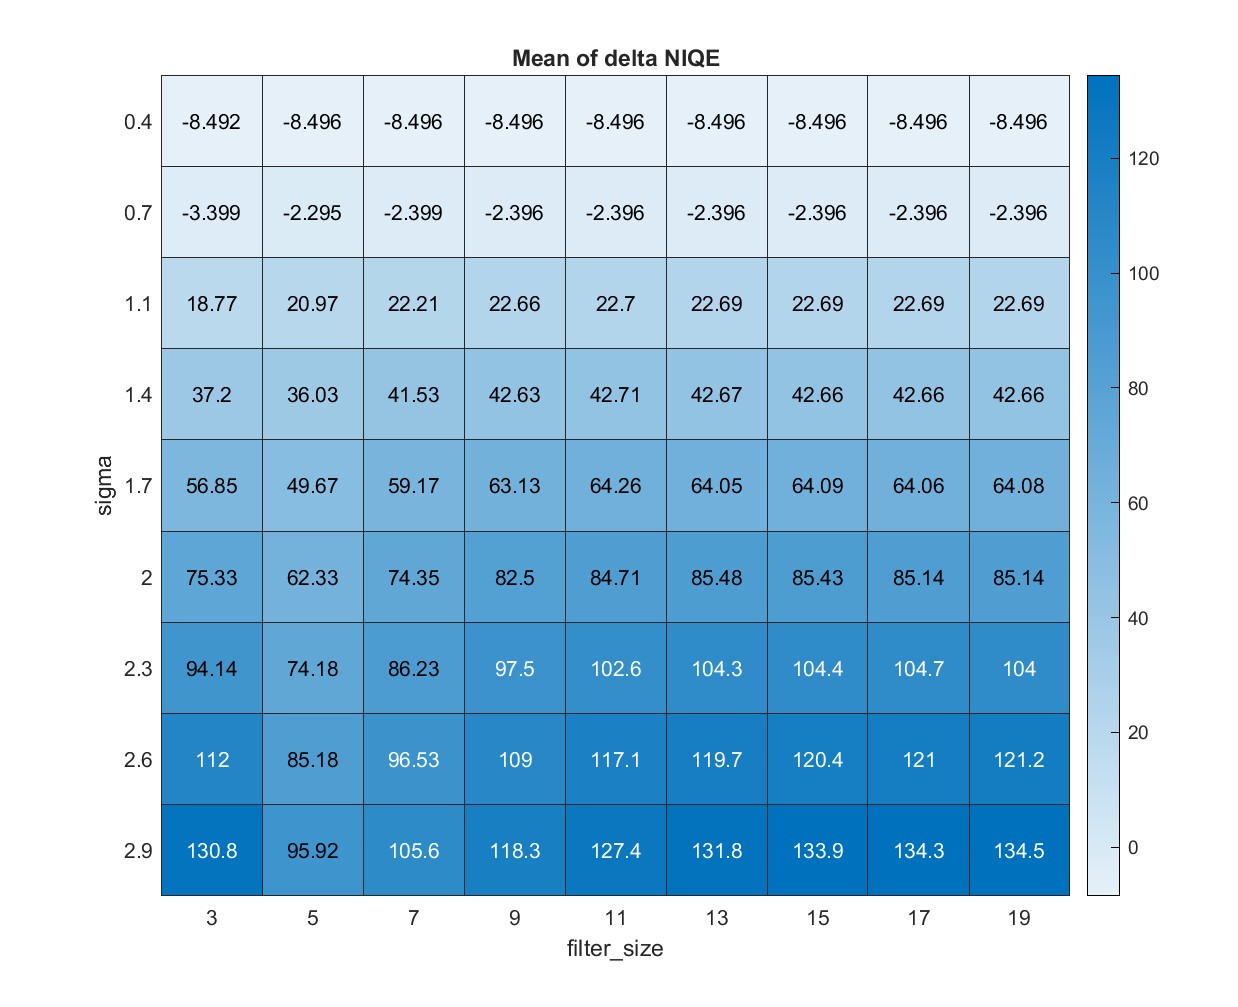 Mean of delta NIQE
0.4 -8.492 -8.496 -8.496 -8.496 -8.496 -8.496 -8.496 -8.496 -8.496
0.7 -3.399 -2.295 -2.399 -2.396 -2.396 -2.396 -2.396 -2.396 -2.396
1.1 18.77 20.97 22.21 22.66 22.7 22.69 22.69 22.69 22.69
1.4 37.2 36.03 41.53 42.63 42.71 42.67 42.66 42.66 42.66
1.7 56.85 49.67 59.17 63.13 64.26 64.05 64.09 64.06 64.08
2 75.33 62.33 74.35 82.5 84.71 85.48 85.43 85.14 85.14
2.3 94.14 74.18 86.23 97.5 102.6 104.3 104.4 104.7 104
2.6 112 85.18 96.53 109 117.1 119.7 120.4 121 121.2
2.9 130.8 95.92 105.6 118.3 127.4 131.8 133.9 134.3 134.5
3 5 7 9 11 13 15 17 19
filter_size
sigma
120
100
80
60
40
20
0